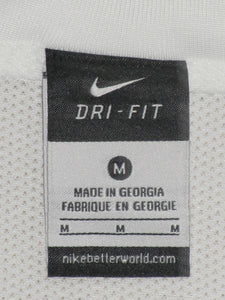 DRI-FIT
M
MADE IN GEORGIA
FABRIQUE EN GEORGIE
M M M
nikebetterworld.com